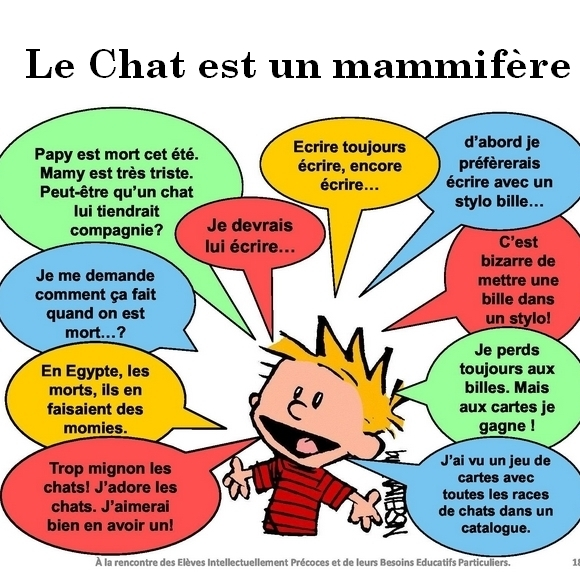 Le Chat est un mammifère
Papy est mort cet été.
Mamy est très triste.
Peut-être qu'un chat
lui tiendrait
compagnie?
Je devrais
lui écrire…
Ecrire toujours
écrire, encore
écrire…
d'abord je
préfèrerais
écrire avec un
stylo bille…
C'est
bizarre de
mettre une
bille dans
un stylo!
Je me demande
comment ça fait
quand on est
mort…?
En Egypte, les
morts, ils en
faisaient des
momies.
Trop mignon les
chats! J'adore les
chats. J'aimerai
bien en avoir un!
Je perds
toujours aux
billes. Mais
aux cartes je
gagne !
J'ai vu un jeu de
cartes avec
toutes les races
de chats dans un
catalogue.
À la rencontre des Elèves Intellectuellement Précoces et de leurs Besoins Educatifs Particuliers.